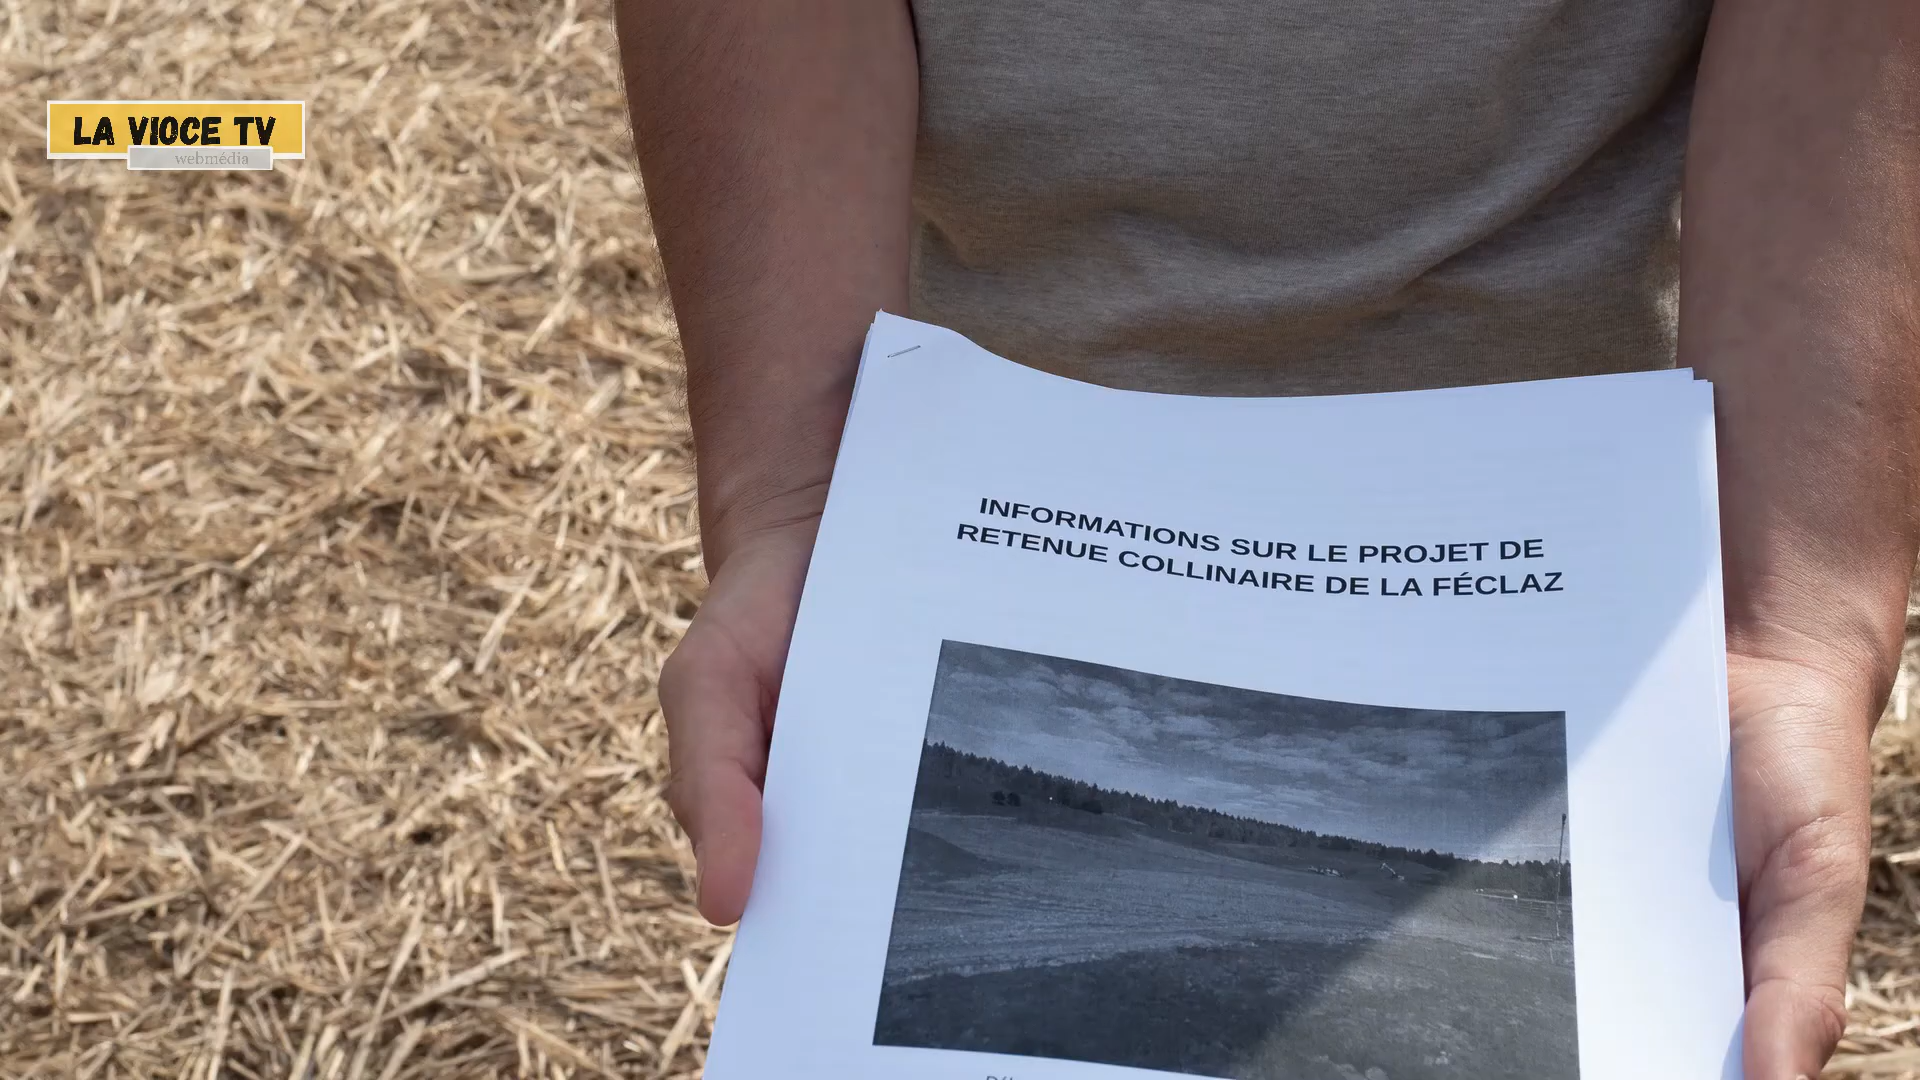 LA VIOCE TV
webmédia
INFORMATIONS SUR LE PROJET DE
RETENUE COLLINAIRE DE LA FÉCLAZ